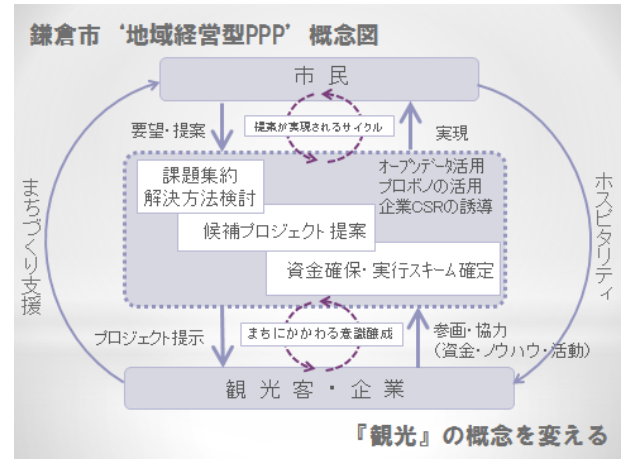 鎌倉市 ‘地域経営型PPP’ 概念図
市 民
要望・提案
提案が実現されるサイクル
実現
課題集約
解決方法検討
オープンデータ活用
プロボノの活用
企業CSRの誘導
候補プロジェクト提案
資金確保・実行スキーム確定
まちづくり支援
ホスピタリティ
プロジェクト提示
まちにかかわる意識醸成
参画・協力
(資金・ノウハウ・活動)
観 光 客 ・ 企 業
『観光』の概念を変える